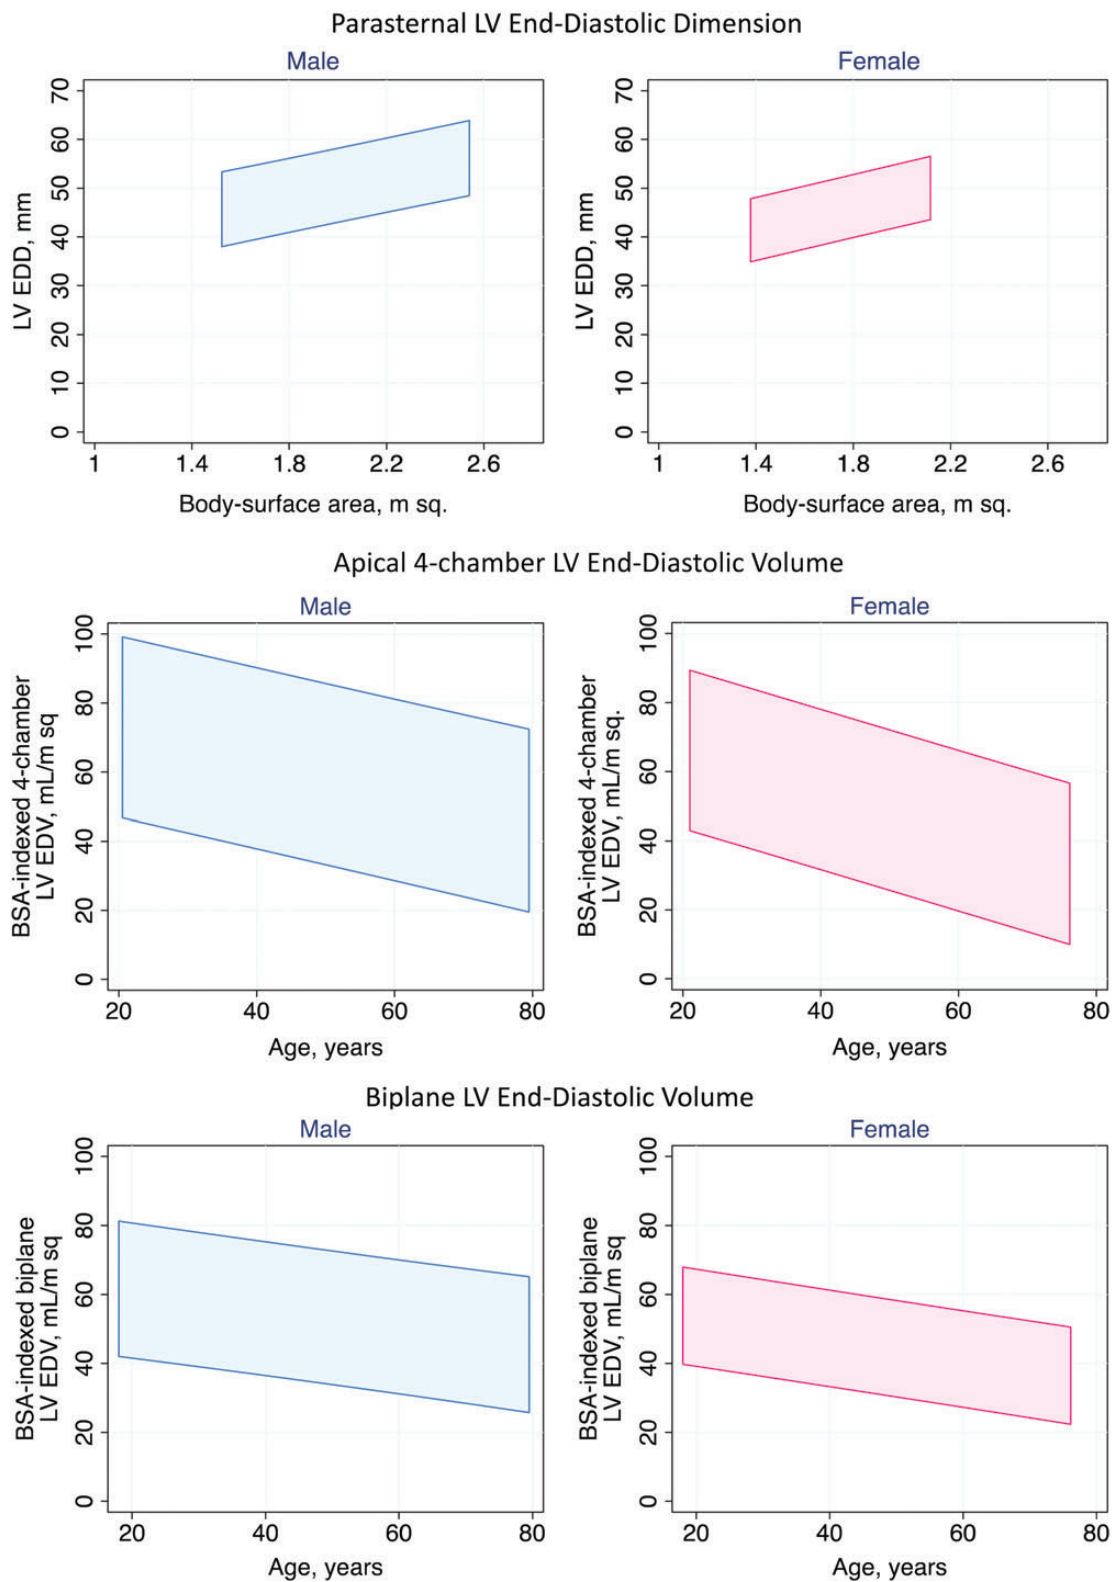 Parasternal LV End-Diastolic Dimension
Male
Female
LV EDD, mm
70
60
50
40
30
20
10
0
1 1.4 1.8 2.2 2.6
Body-surface area, m sq.
LV EDD, mm
70
60
50
40
30
20
10
0
1 1.4 1.8 2.2 2.6
Body-surface area, m sq.
Apical 4-chamber LV End-Diastolic Volume
Male
Female
BSA-indexed 4-chamber
LV EDV, mL/m sq
100
80
60
40
20
0
20 40 60 80
Age, years
BSA-indexed 4-chamber
LV EDV, mL/m sq.
100
80
60
40
20
0
20 40 60 80
Age, years
Biplane LV End-Diastolic Volume
Male
Female
BSA-indexed biplane
LV EDV, mL/m sq
100
80
60
40
20
0
20 40 60 80
Age, years
BSA-indexed biplane
LV EDV, mL/m sq
100
80
60
40
20
0
20 40 60 80
Age, years